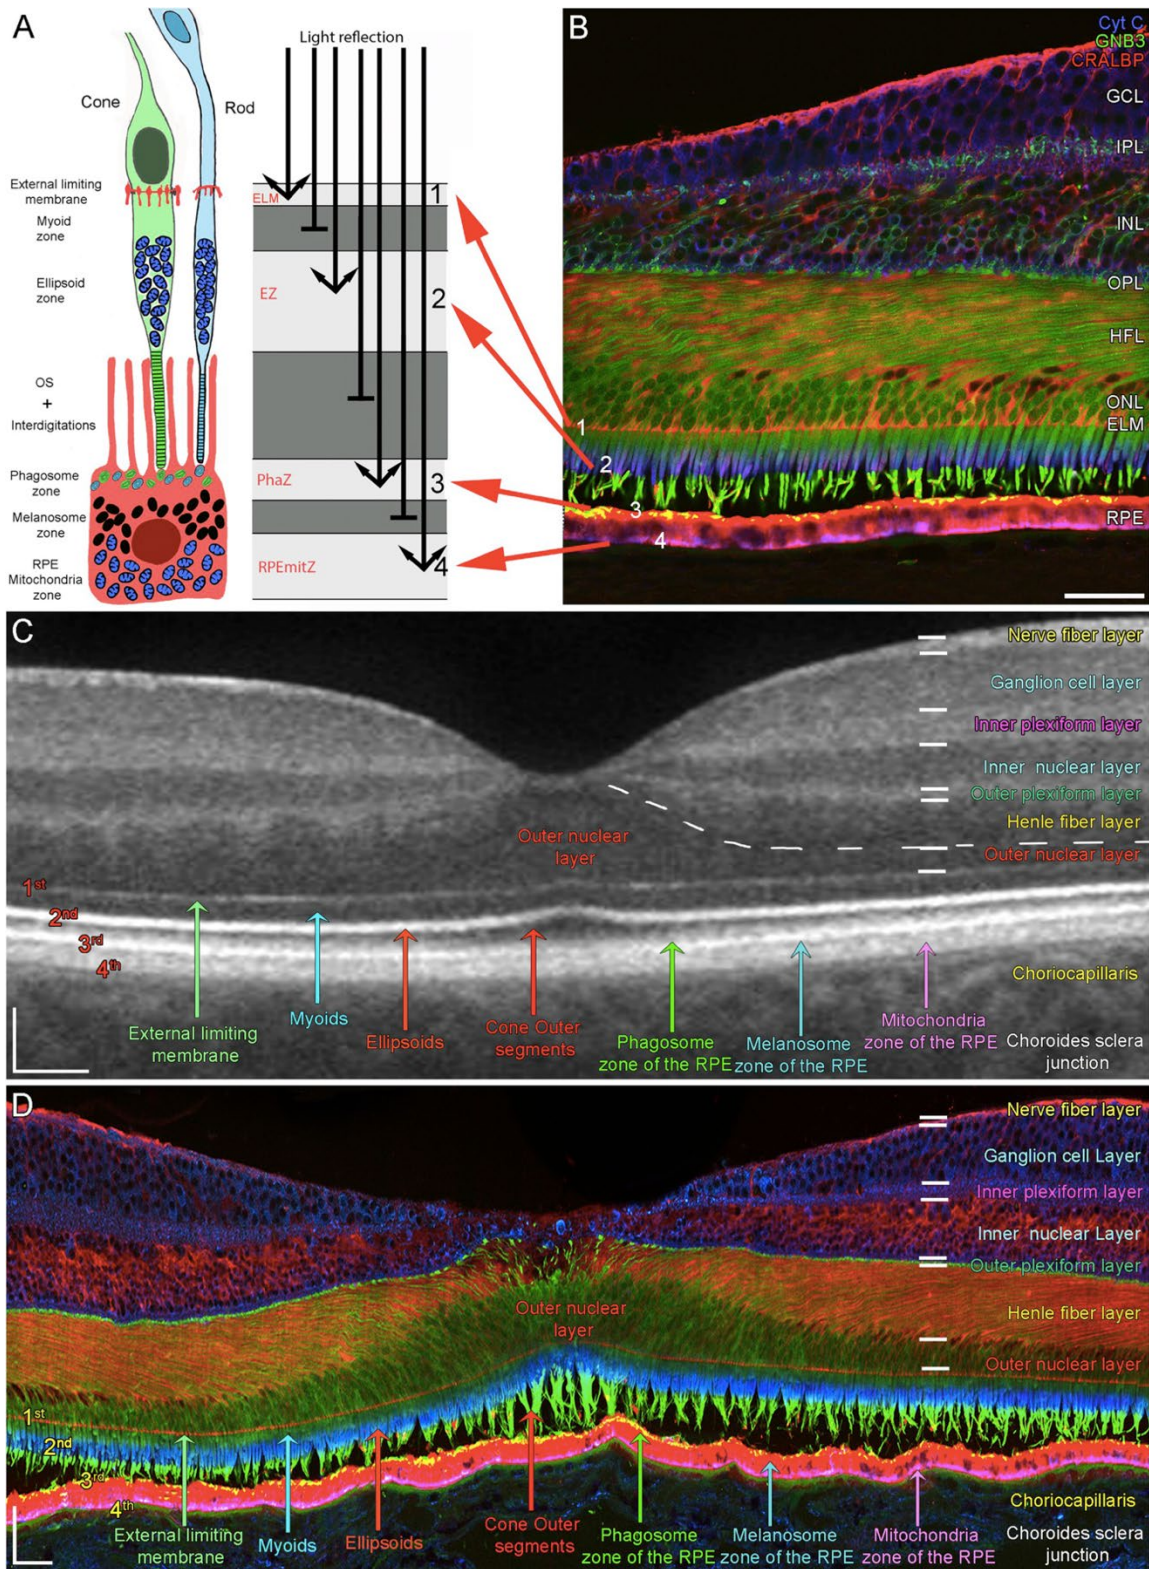 A
Cone
Rod
External limiting
membrane
Myoid
zone
Ellipsoid
zone
OS
+
Interdigitations
Phagosome
zone
Melanosome
zone
RPE
Mitochondria
zone
Light reflection
ELM
1
EZ
2
PhaZ
3
RPEmitZ
4
B
Cyt C
GNB3
CRALBP
GCL
IPL
INL
OPL
HFL
ONL
ELM
RPE
1
2
3
4
C
Nerve fiber layer
Ganglion cell layer
Inner plexiform layer
Inner nuclear layer
Outer plexiform layer
Henle fiber layer
Outer nuclear layer
Outer nuclear
layer
1st
2nd
3rd
4th
External limiting
membrane
Myoids
Ellipsoids
Cone Outer
segments
Phagosome
zone of the RPE
Melanosome
zone of the RPE
Mitochondria
zone of the RPE
Choriocapillaris
Choroides sclera
junction
D
Nerve fiber layer
Ganglion cell Layer
Inner plexiform layer
Inner nuclear Layer
Outer plexiform layer
Henle fiber layer
Outer nuclear layer
Outer nuclear
layer
1st
2nd
3rd
4th
External limiting
membrane
Myoids
Ellipsoids
Cone Outer
segments
Phagosome
zone of the RPE
Melanosome
zone of the RPE
Mitochondria
zone of the RPE
Choriocapillaris
Choroides sclera
junction